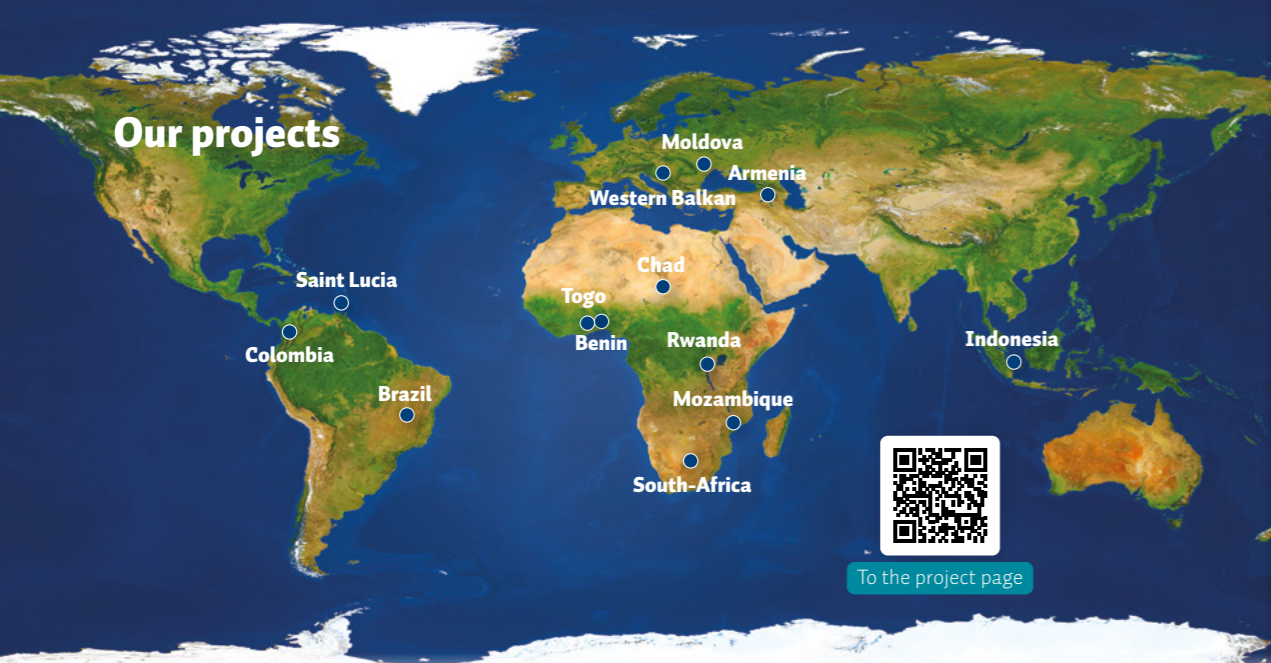 Our projects
Moldova
Armenia
Western Balkan
Chad
Saint Lucia
Togo
Benin
Rwanda
Indonesia
Colombia
Brazil
Mozambique
South-Africa
To the project page